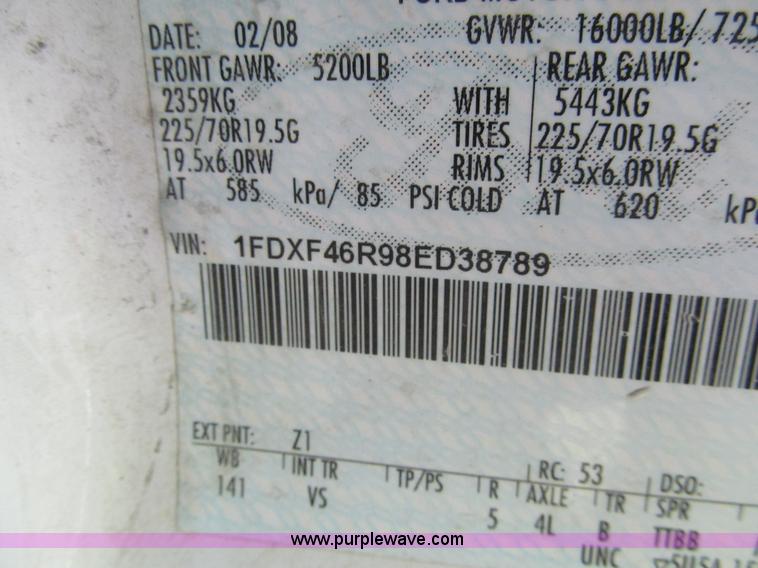 DATE: 02/08 GVWR: 16000LB/ 725
FRONT GAWR: 5200LB REAR GAWR:
2359KG WITH 5443KG
225/70R19.5G TIRES 225/70R19.5G
19.5x6.0RW RIMS 19.5x6.0RW
AT 585 kPa/ 85 PSI COLD AT 620 kP
VIN: 1FDXF46R98ED38789
EXT PNT: Z1 RC: 53 DSO:
WB INT TR TP/PS R AXLE TR SPR
141 VS 5 4L B TTBB
UNC
www.purplewave.com